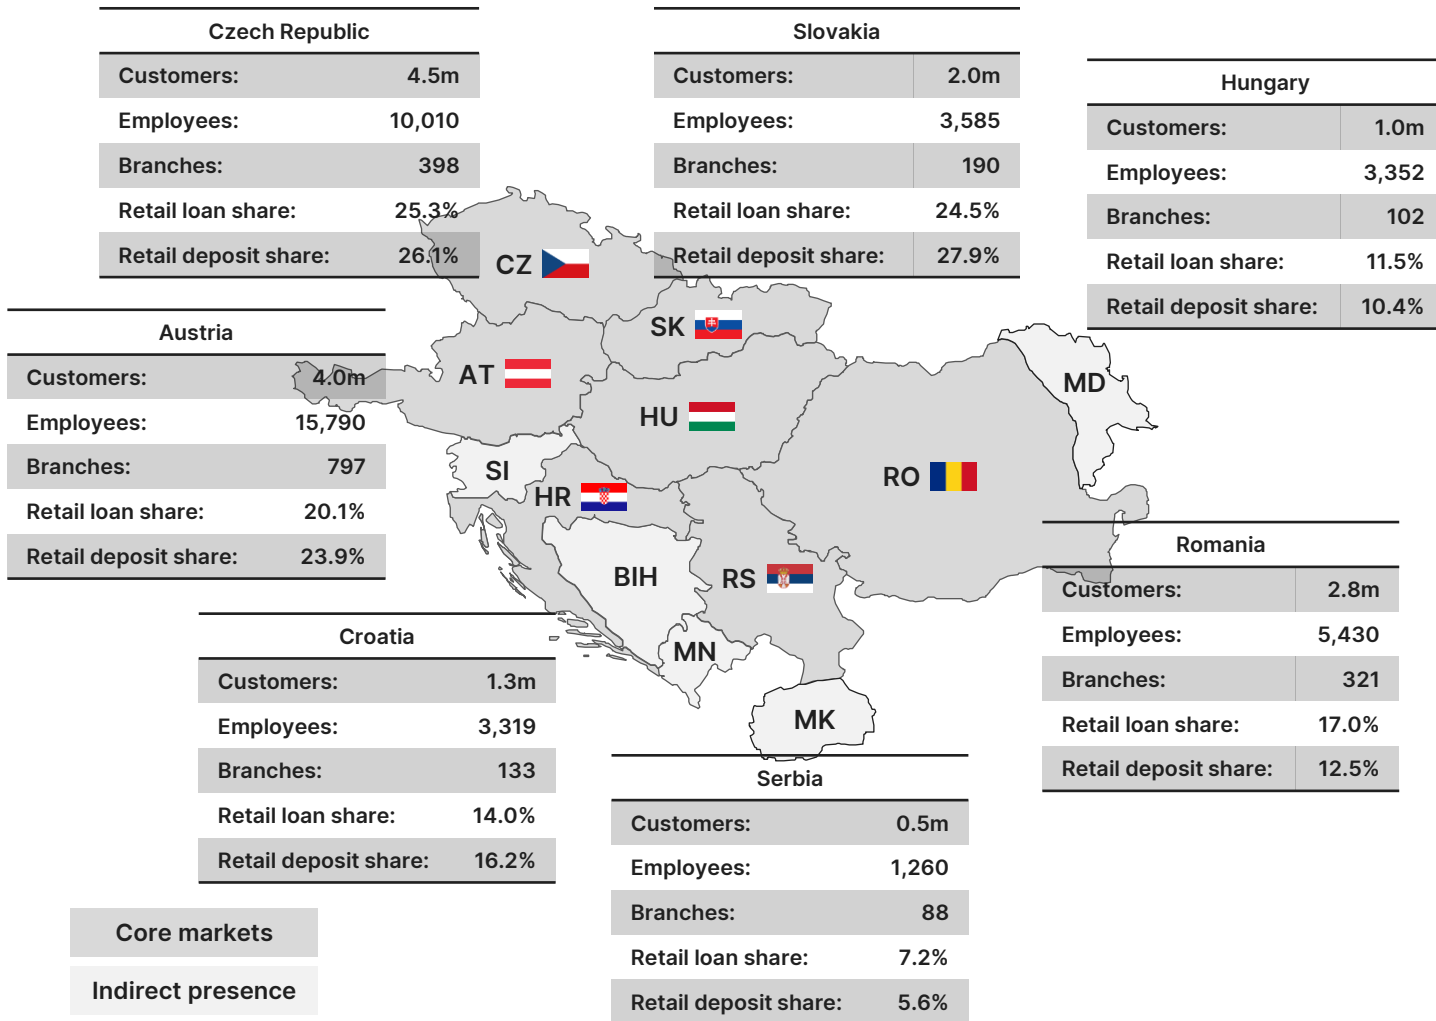 Czech Republic
Customers: 4.5m
Employees: 10,010
Branches: 398
Retail loan share: 25.3%
Retail deposit share: 26.1%
Slovakia
Customers: 2.0m
Employees: 3,585
Branches: 190
Retail loan share: 24.5%
Retail deposit share: 27.9%
Hungary
Customers: 1.0m
Employees: 3,352
Branches: 102
Retail loan share: 11.5%
Retail deposit share: 10.4%
Austria
Customers: 4.0m
Employees: 15,790
Branches: 797
Retail loan share: 20.1%
Retail deposit share: 23.9%
CZ
SK
AT
HU
MD
SI
HR
RO
BIH
RS
MN
MK
Romania
Customers: 2.8m
Employees: 5,430
Branches: 321
Retail loan share: 17.0%
Retail deposit share: 12.5%
Croatia
Customers: 1.3m
Employees: 3,319
Branches: 133
Retail loan share: 14.0%
Retail deposit share: 16.2%
Serbia
Customers: 0.5m
Employees: 1,260
Branches: 88
Retail loan share: 7.2%
Retail deposit share: 5.6%
Core markets
Indirect presence